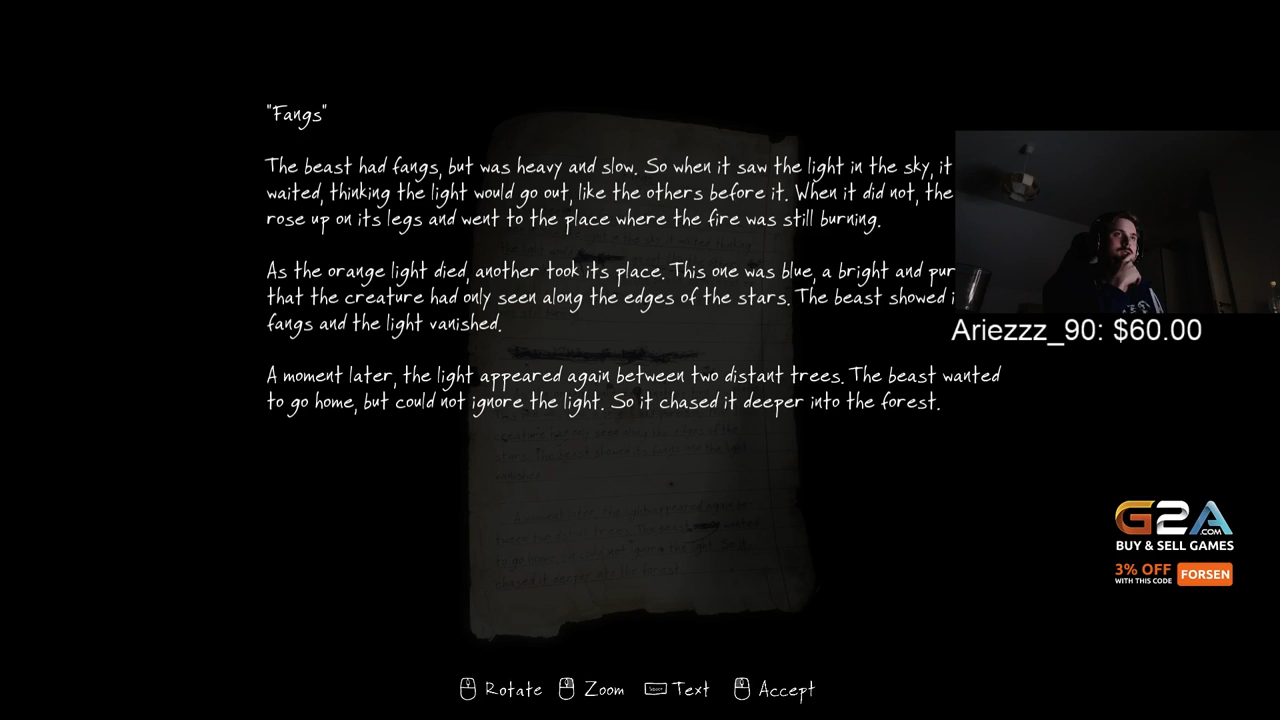 "Fangs"
The beast had fangs, but was heavy and slow. So when it saw the light in the sky, it
waited, thinking the light would go out, like the others before it. When it did not, the
rose up on its legs and went to the place where the fire was still burning.
As the orange light died, another took its place. This one was blue, a bright and pur
that the creature had only seen along the edges of the stars. The beast showed i
fangs and the light vanished.
A moment later, the light appeared again between two distant trees. The beast wanted
to go home, but could not ignore the light. So it chased it deeper into the forest.
Ariezzz_90: $60.00
G2A
.COM
BUY & SELL GAMES
3% OFF
WITH THIS CODE
FORSEN
Rotate Zoom Text Accept